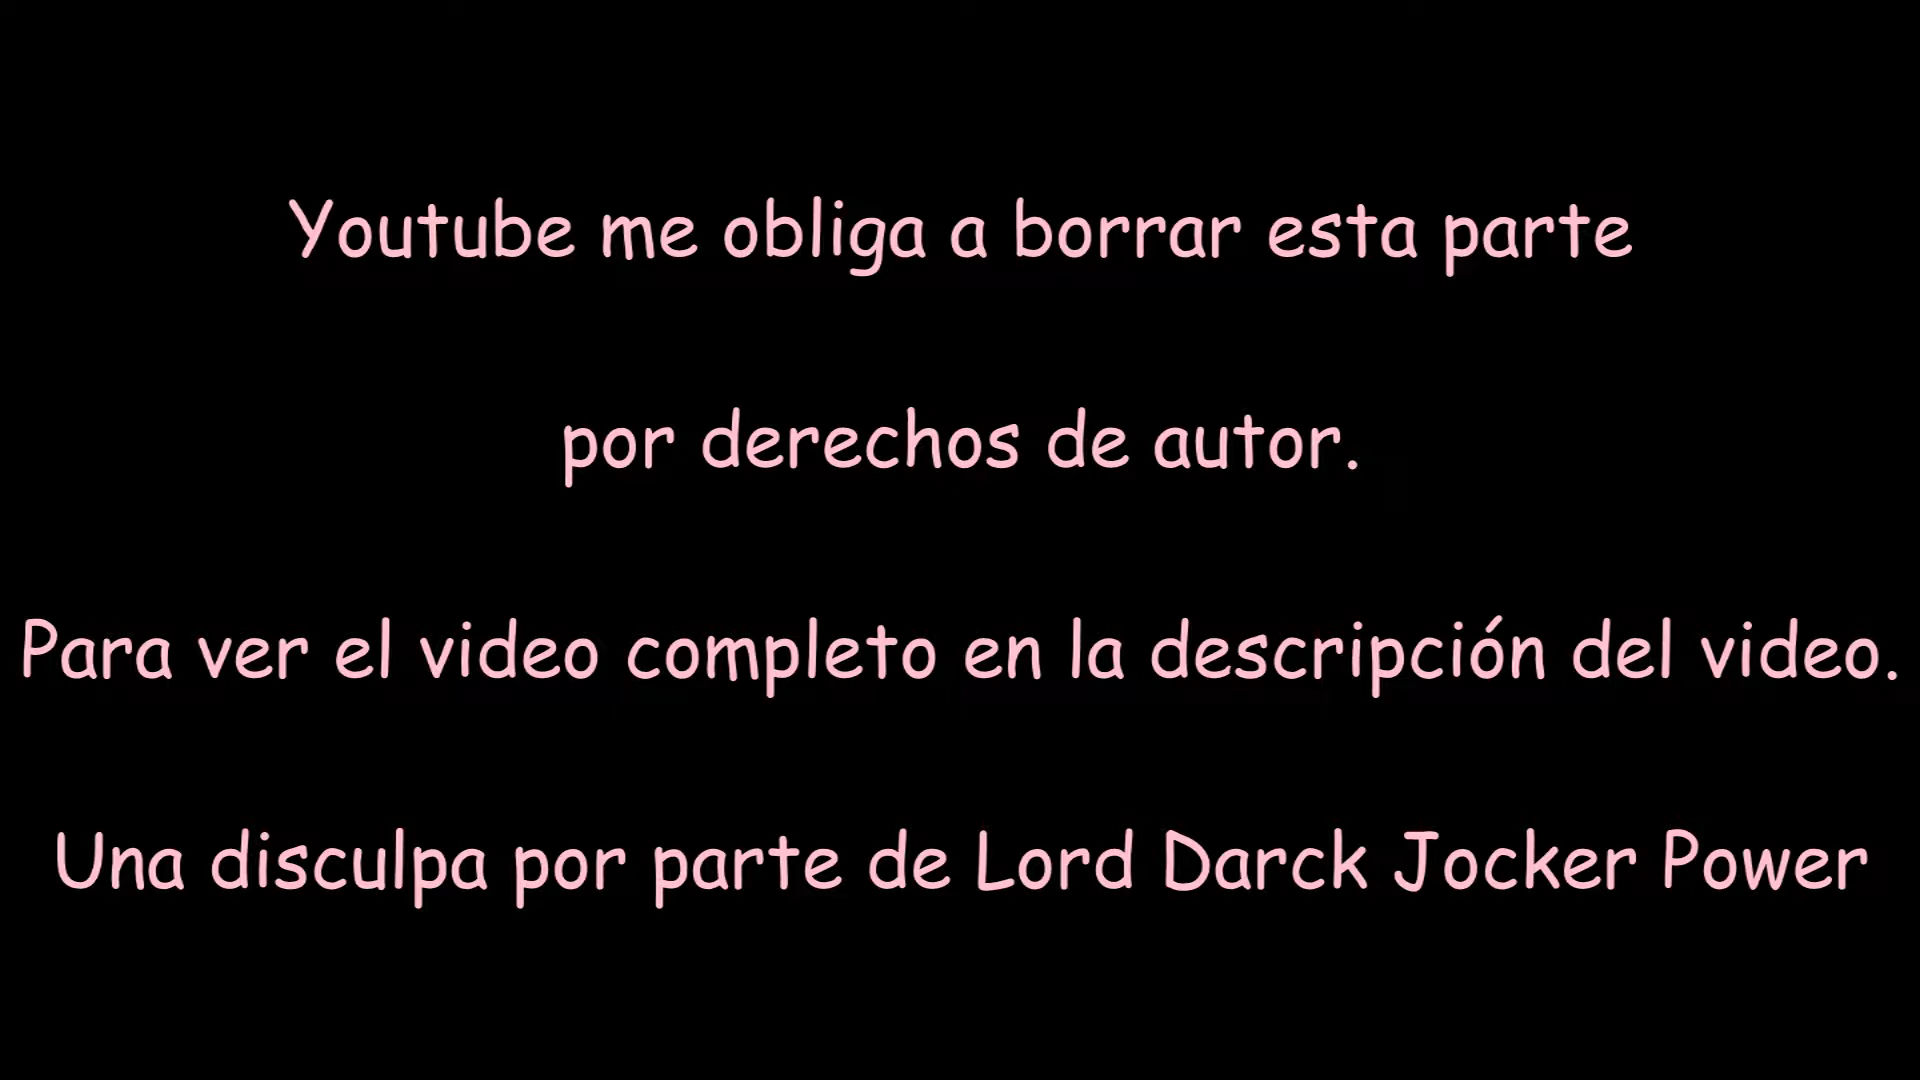 Youtube me obliga a borrar esta parte
por derechos de autor.
Para ver el video completo en la descripción del video.
Una disculpa por parte de Lord Darck Jocker Power